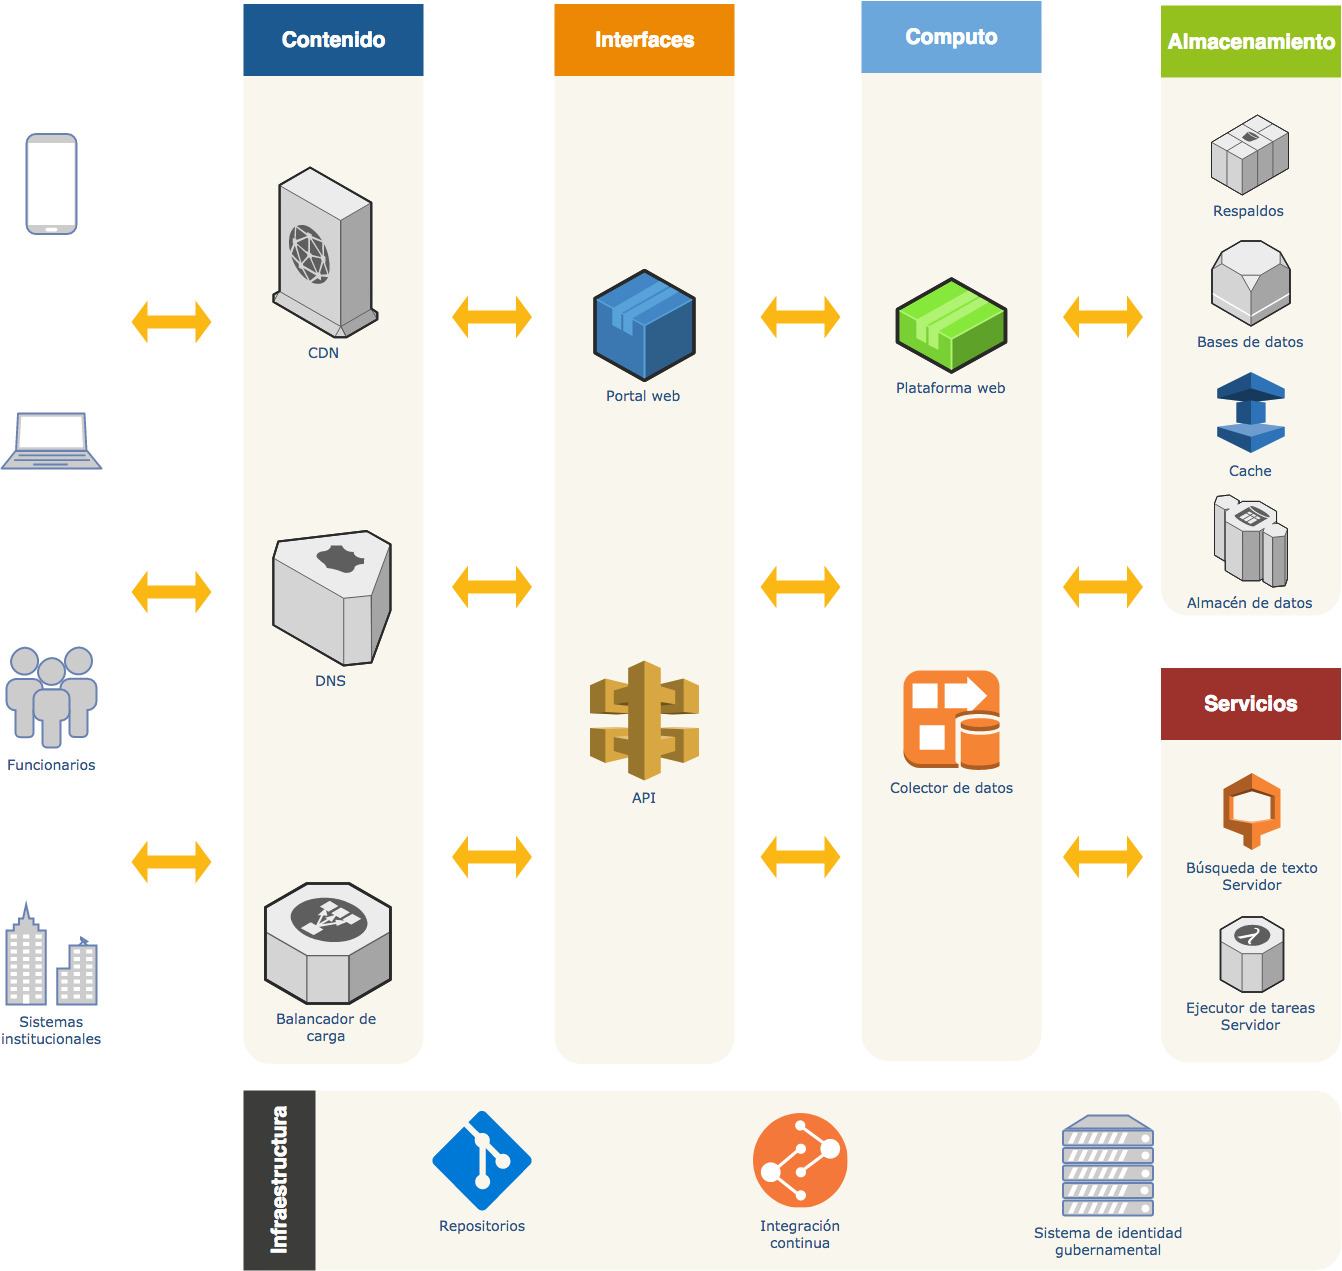 Contenido
Interfaces
Computo
Almacenamiento
Respaldos
Bases de datos
CDN
Portal web
Plataforma web
Cache
Almacén de datos
DNS
Servicios
Funcionarios
API
Colector de datos
Búsqueda de texto
Servidor
Sistemas
institucionales
Balancador de
carga
Ejecutor de tareas
Servidor
Infraestructura
Repositorios
Integración
continua
Sistema de identidad
gubernamental